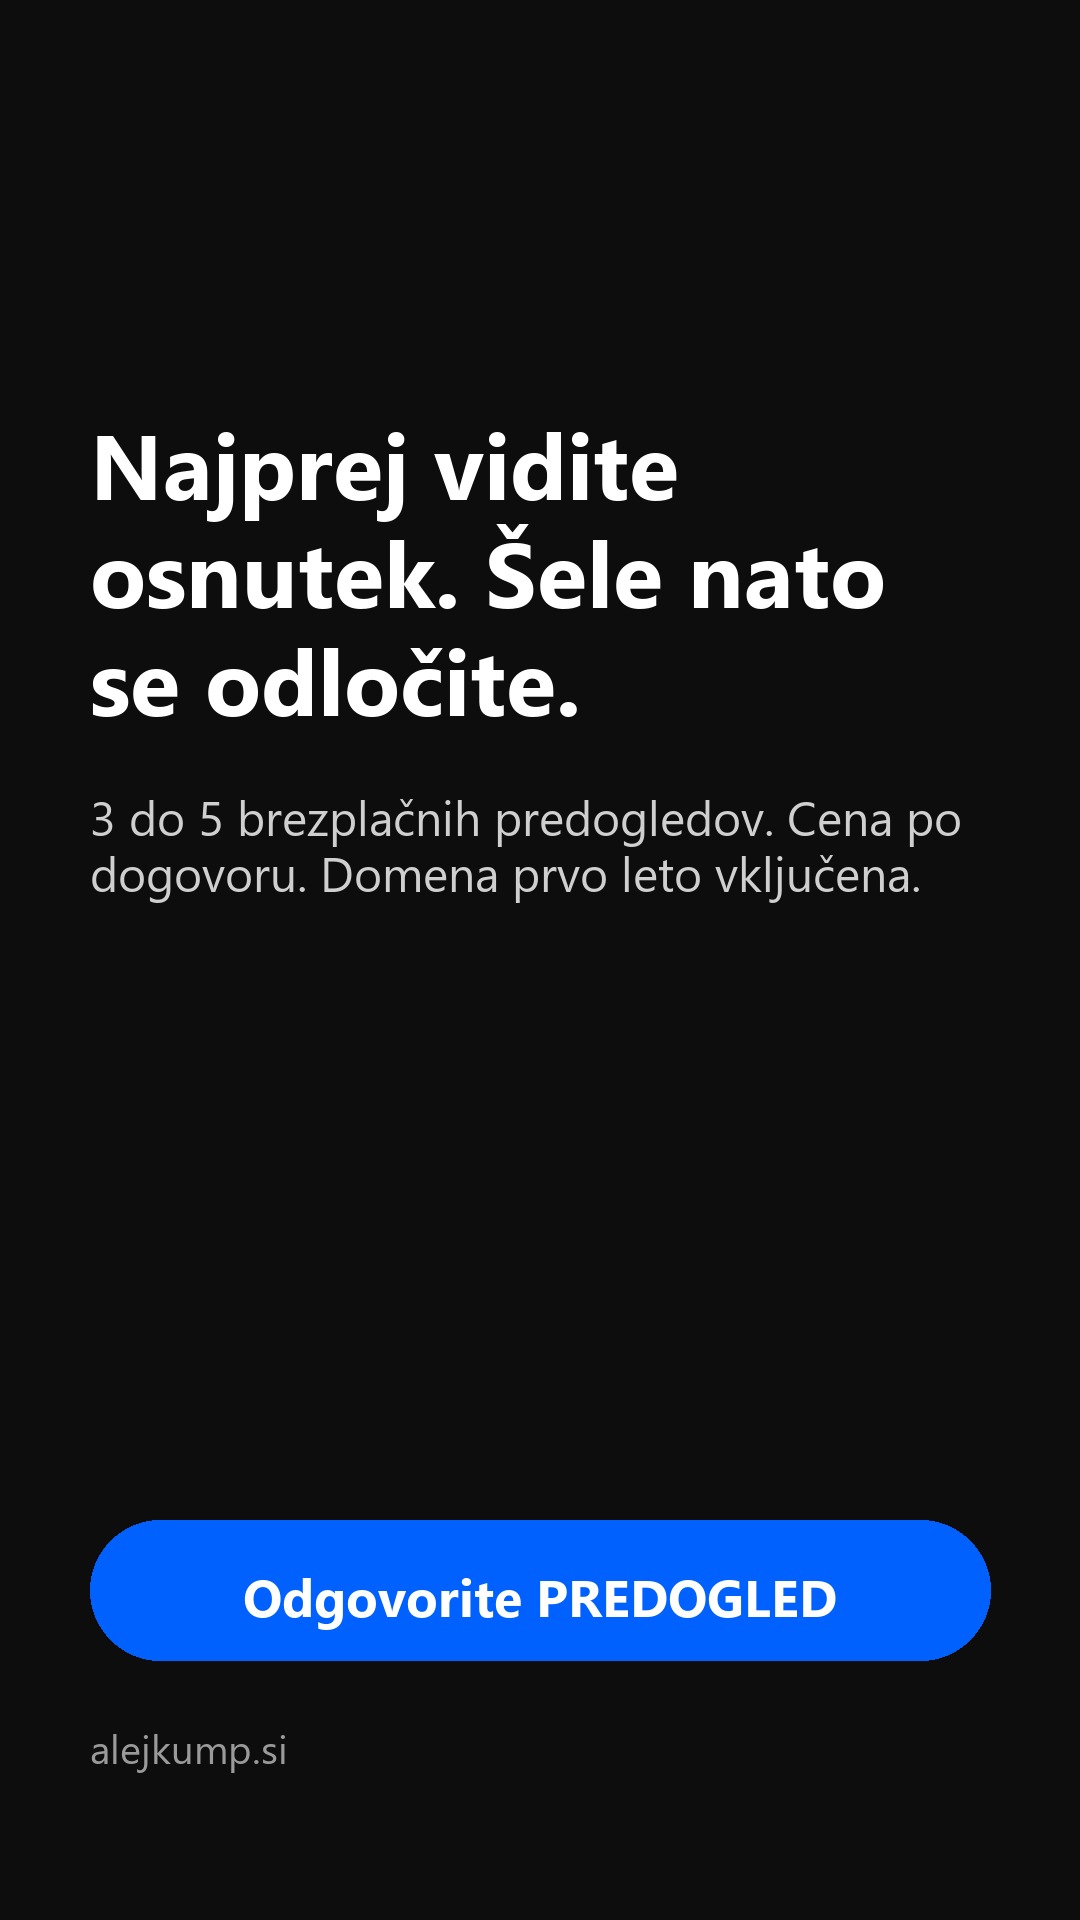 Najprej vidite
osnutek. Šele nato
se odločite.
3 do 5 brezplačnih predogledov. Cena po
dogovoru. Domena prvo leto vključena.
Odgovorite PREDOGLED
alejkump.si